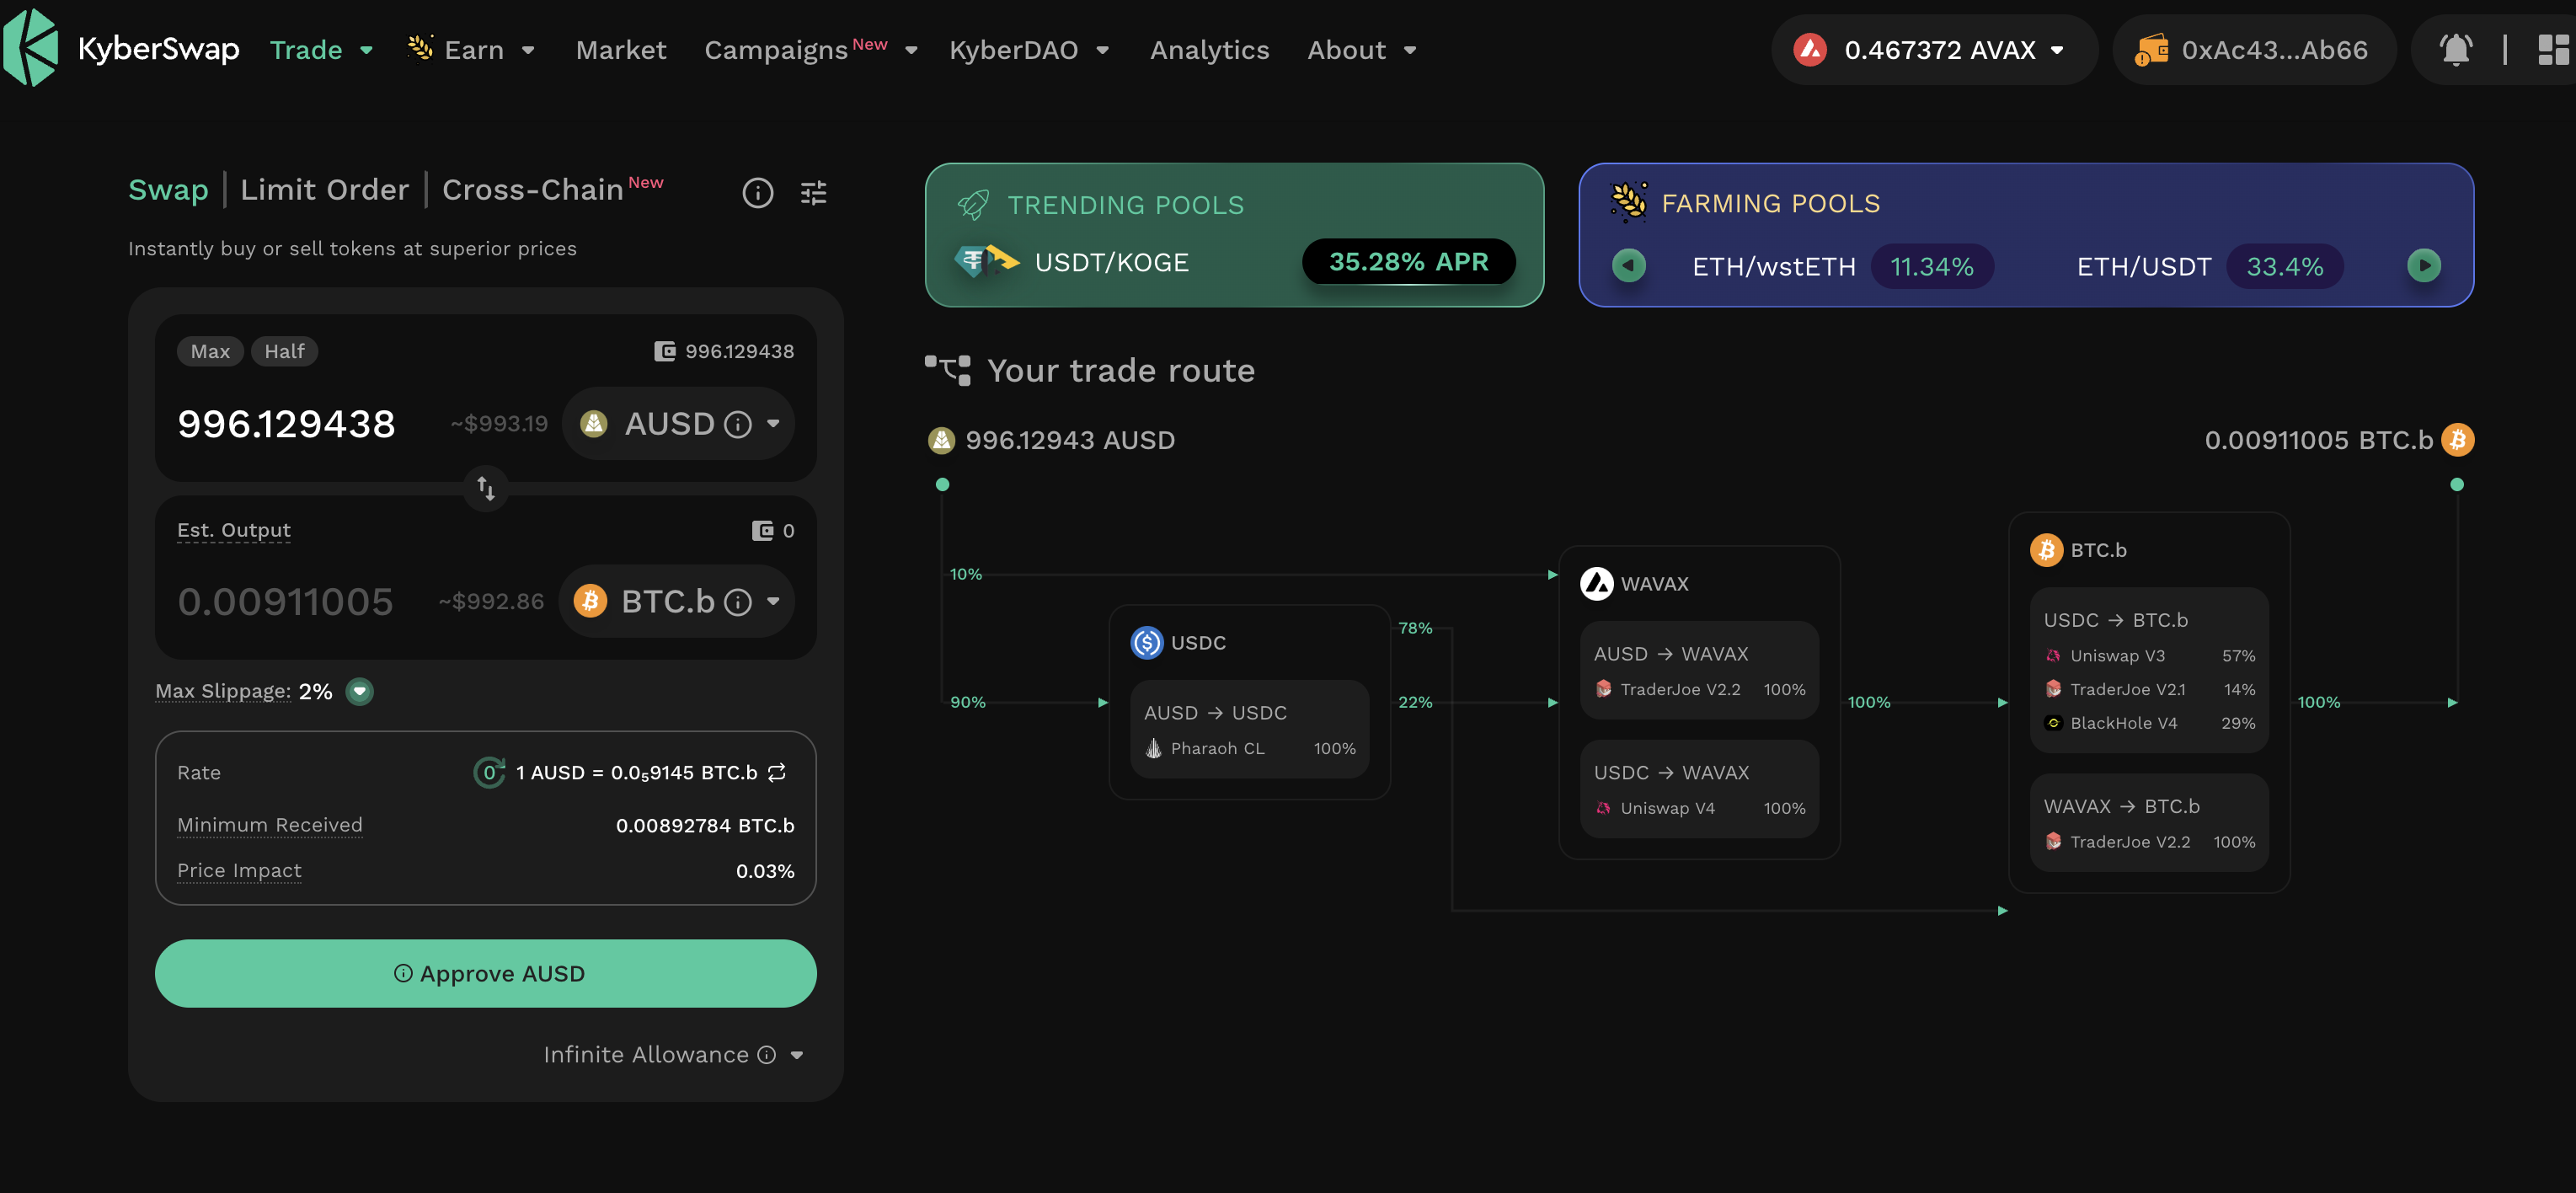 KyberSwap Trade Earn Market Campaigns New KyberDAO Analytics About 0.467372 AVAX 0xAc43...Ab66
Swap | Limit Order | Cross-Chain New
Instantly buy or sell tokens at superior prices
Max Half 996.129438
996.129438 ~$993.19 AUSD
Est. Output 0
0.00911005 ~$992.86 BTC.b
Max Slippage: 2%
Rate 0 1 AUSD = 0.0₅9145 BTC.b
Minimum Received 0.00892784 BTC.b
Price Impact 0.03%
Approve AUSD
Infinite Allowance
TRENDING POOLS
USDT/KOGE 35.28% APR
FARMING POOLS
ETH/wstETH 11.34% ETH/USDT 33.4%
Your trade route
996.12943 AUSD 0.00911005 BTC.b
10%
90%
USDC
AUSD → USDC
Pharaoh CL 100%
78%
22%
WAVAX
AUSD → WAVAX
TraderJoe V2.2 100%
USDC → WAVAX
Uniswap V4 100%
100%
BTC.b
USDC → BTC.b
Uniswap V3 57%
TraderJoe V2.1 14%
BlackHole V4 29%
WAVAX → BTC.b
TraderJoe V2.2 100%
100%